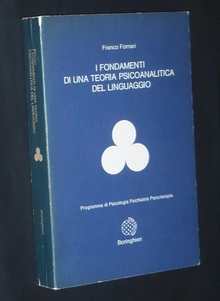 Franco Fornari
I FONDAMENTI
DI UNA TEORIA PSICOANALITICA
DEL LINGUAGGIO
Programma di Psicologia Psichiatria Psicoterapia
Boringhieri